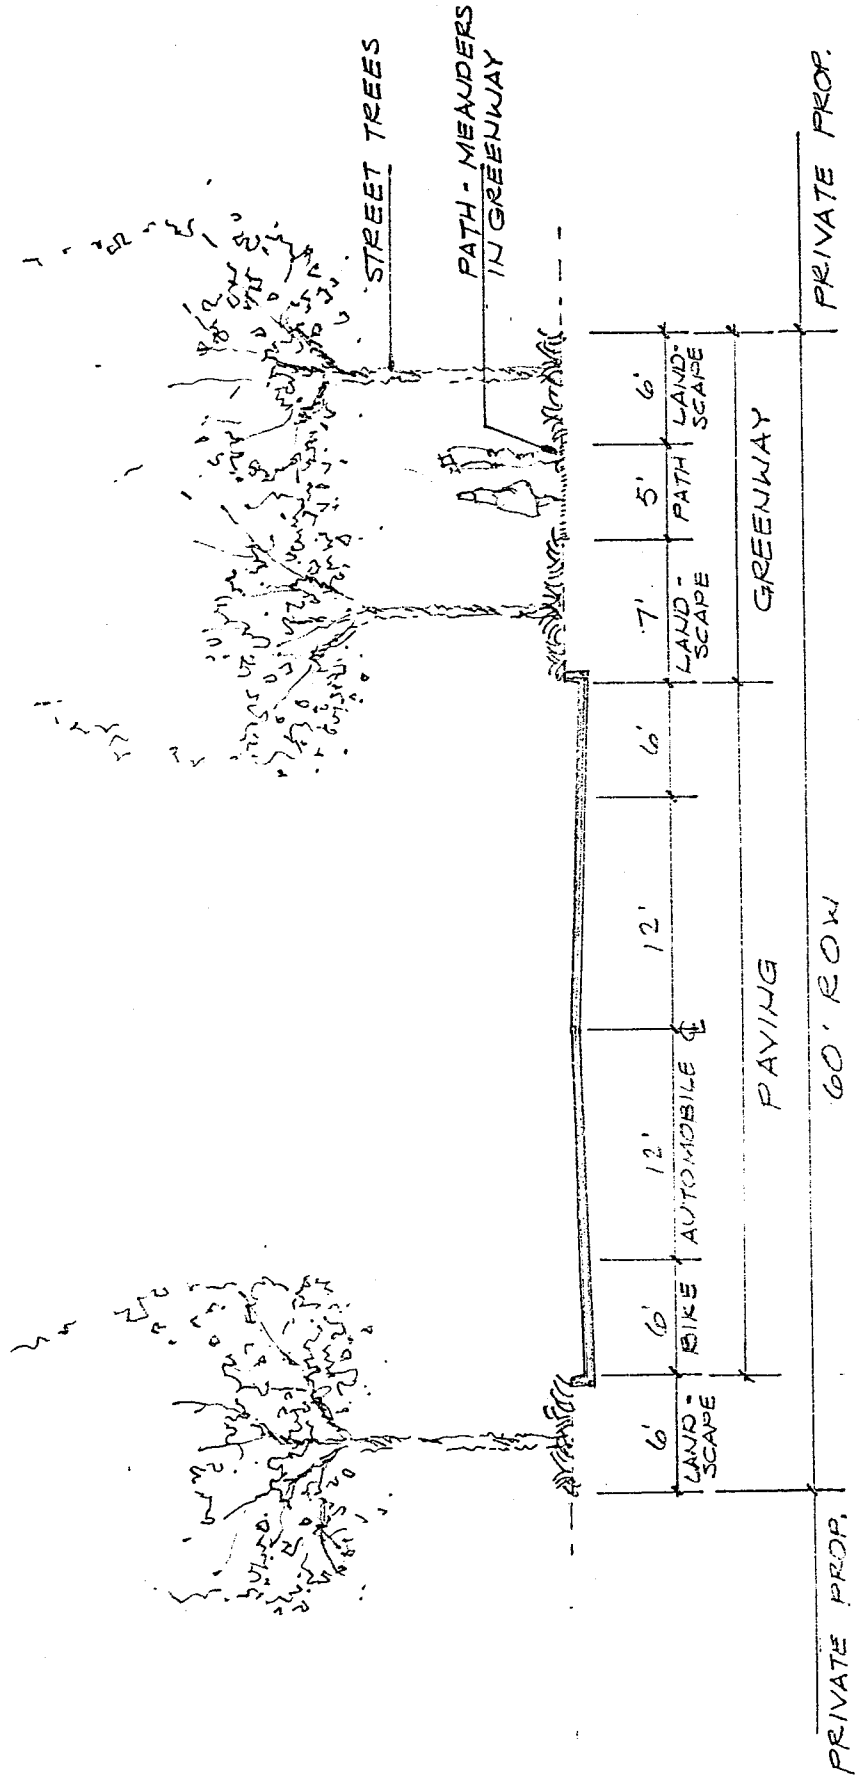 STREET TREES
PATH - MEANDERS
IN GREENWAY
6' 6' 12' 12' 6' 7' 5' 6'
LAND-
SCAPE
BIKE
AUTOMOBILE
℄
LAND-
SCAPE
PATH
LAND-
SCAPE
PAVING
GREENWAY
PRIVATE PROP.
60' ROW
PRIVATE PROP.